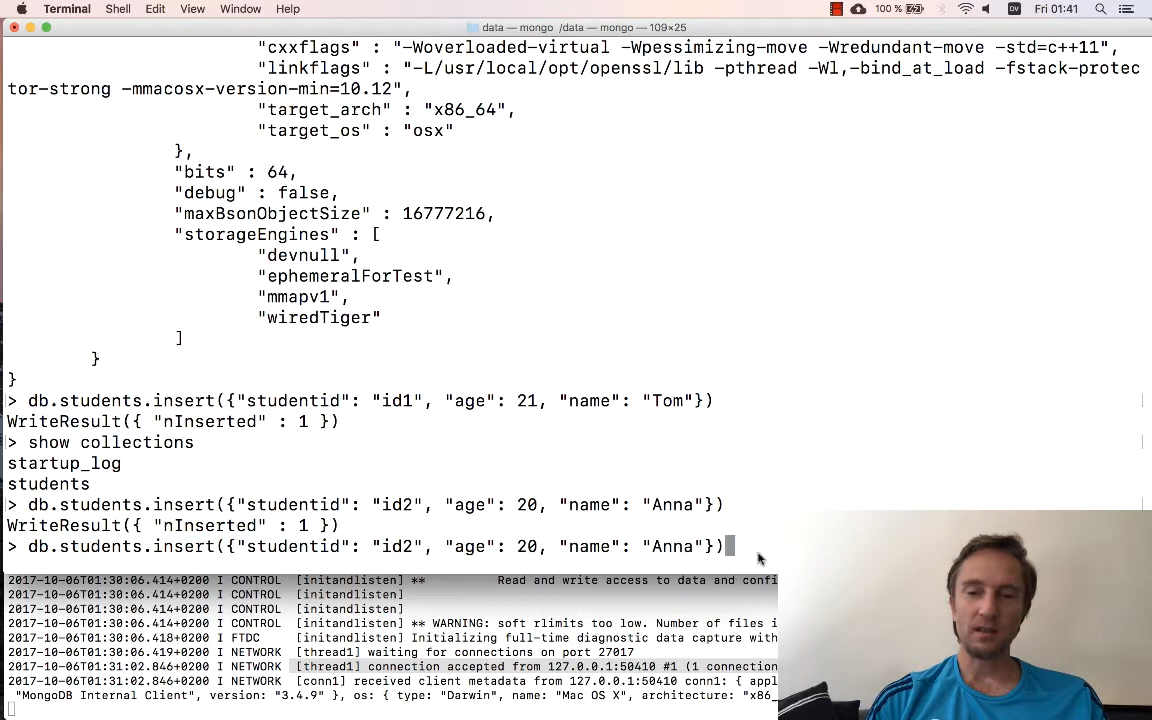 Terminal Shell Edit View Window Help 100 % DV Fri 01:41
data — mongo /data — mongo — 109×25
"cxxflags" : "-Woverloaded-virtual -Wpessimizing-move -Wredundant-move -std=c++11",
"linkflags" : "-L/usr/local/opt/openssl/lib -pthread -Wl,-bind_at_load -fstack-protec
tor-strong -mmacosx-version-min=10.12",
"target_arch" : "x86_64",
"target_os" : "osx"
},
"bits" : 64,
"debug" : false,
"maxBsonObjectSize" : 16777216,
"storageEngines" : [
"devnull",
"ephemeralForTest",
"mmapv1",
"wiredTiger"
]
}
}
> db.students.insert({"studentid": "id1", "age": 21, "name": "Tom"})
WriteResult({ "nInserted" : 1 })
> show collections
startup_log
students
> db.students.insert({"studentid": "id2", "age": 20, "name": "Anna"})
WriteResult({ "nInserted" : 1 })
> db.students.insert({"studentid": "id2", "age": 20, "name": "Anna"})
2017-10-06T01:30:06.414+0200 I CONTROL [initandlisten] ** Read and write access to data and confi
2017-10-06T01:30:06.414+0200 I CONTROL [initandlisten]
2017-10-06T01:30:06.414+0200 I CONTROL [initandlisten]
2017-10-06T01:30:06.414+0200 I CONTROL [initandlisten] ** WARNING: soft rlimits too low. Number of files i
2017-10-06T01:30:06.418+0200 I FTDC [initandlisten] Initializing full-time diagnostic data capture with
2017-10-06T01:30:06.419+0200 I NETWORK [thread1] waiting for connections on port 27017
2017-10-06T01:31:02.846+0200 I NETWORK [thread1] connection accepted from 127.0.0.1:50410 #1 (1 connection
2017-10-06T01:31:02.846+0200 I NETWORK [conn1] received client metadata from 127.0.0.1:50410 conn1: { appl
"MongoDB Internal Client", version: "3.4.9" }, os: { type: "Darwin", name: "Mac OS X", architecture: "x86_